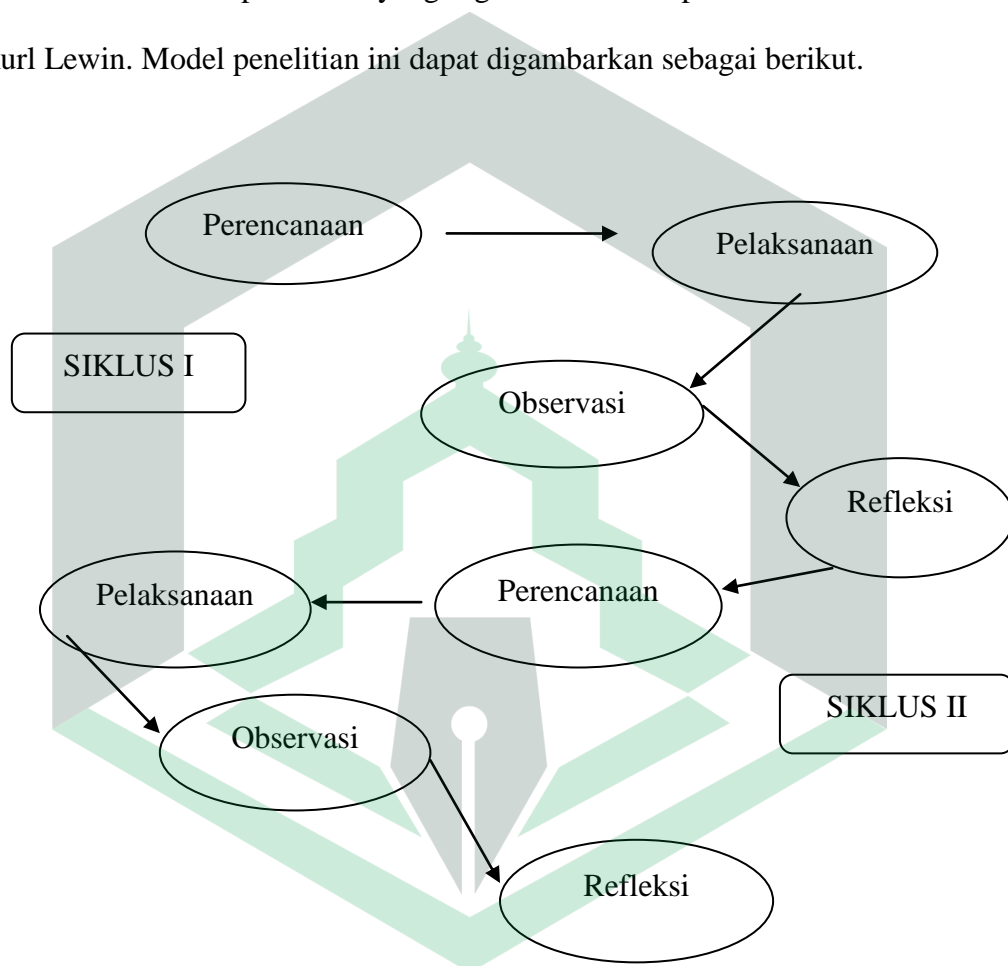 url Lewin. Model penelitian ini dapat digambarkan sebagai berikut.
Perencanaan
Pelaksanaan
SIKLUS I
Observasi
Refleksi
Perencanaan
Pelaksanaan
SIKLUS II
Observasi
Refleksi